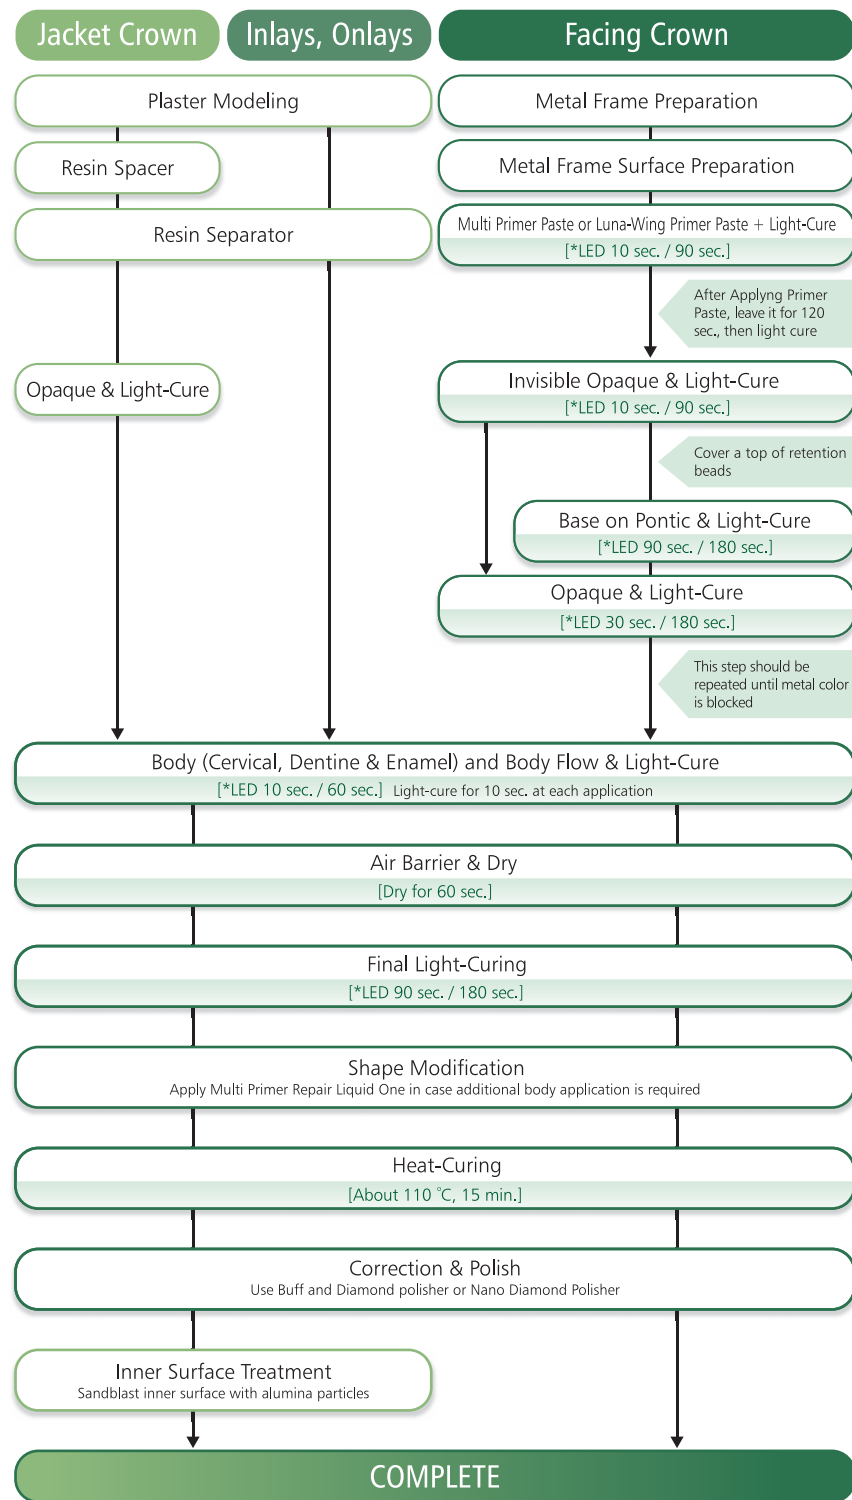 Jacket Crown
Inlays, Onlays
Facing Crown
Plaster Modeling
Metal Frame Preparation
Resin Spacer
Metal Frame Surface Preparation
Resin Separator
Multi Primer Paste or Luna-Wing Primer Paste + Light-Cure
[*LED 10 sec. / 90 sec.]
After Applyng Primer
Paste, leave it for 120
sec., then light cure
Opaque & Light-Cure
Invisible Opaque & Light-Cure
[*LED 10 sec. / 90 sec.]
Cover a top of retention
beads
Base on Pontic & Light-Cure
[*LED 90 sec. / 180 sec.]
Opaque & Light-Cure
[*LED 30 sec. / 180 sec.]
This step should be
repeated until metal color
is blocked
Body (Cervical, Dentine & Enamel) and Body Flow & Light-Cure
[*LED 10 sec. / 60 sec.] Light-cure for 10 sec. at each application
Air Barrier & Dry
[Dry for 60 sec.]
Final Light-Curing
[*LED 90 sec. / 180 sec.]
Shape Modification
Apply Multi Primer Repair Liquid One in case additional body application is required
Heat-Curing
[About 110 °C, 15 min.]
Correction & Polish
Use Buff and Diamond polisher or Nano Diamond Polisher
Inner Surface Treatment
Sandblast inner surface with alumina particles
COMPLETE